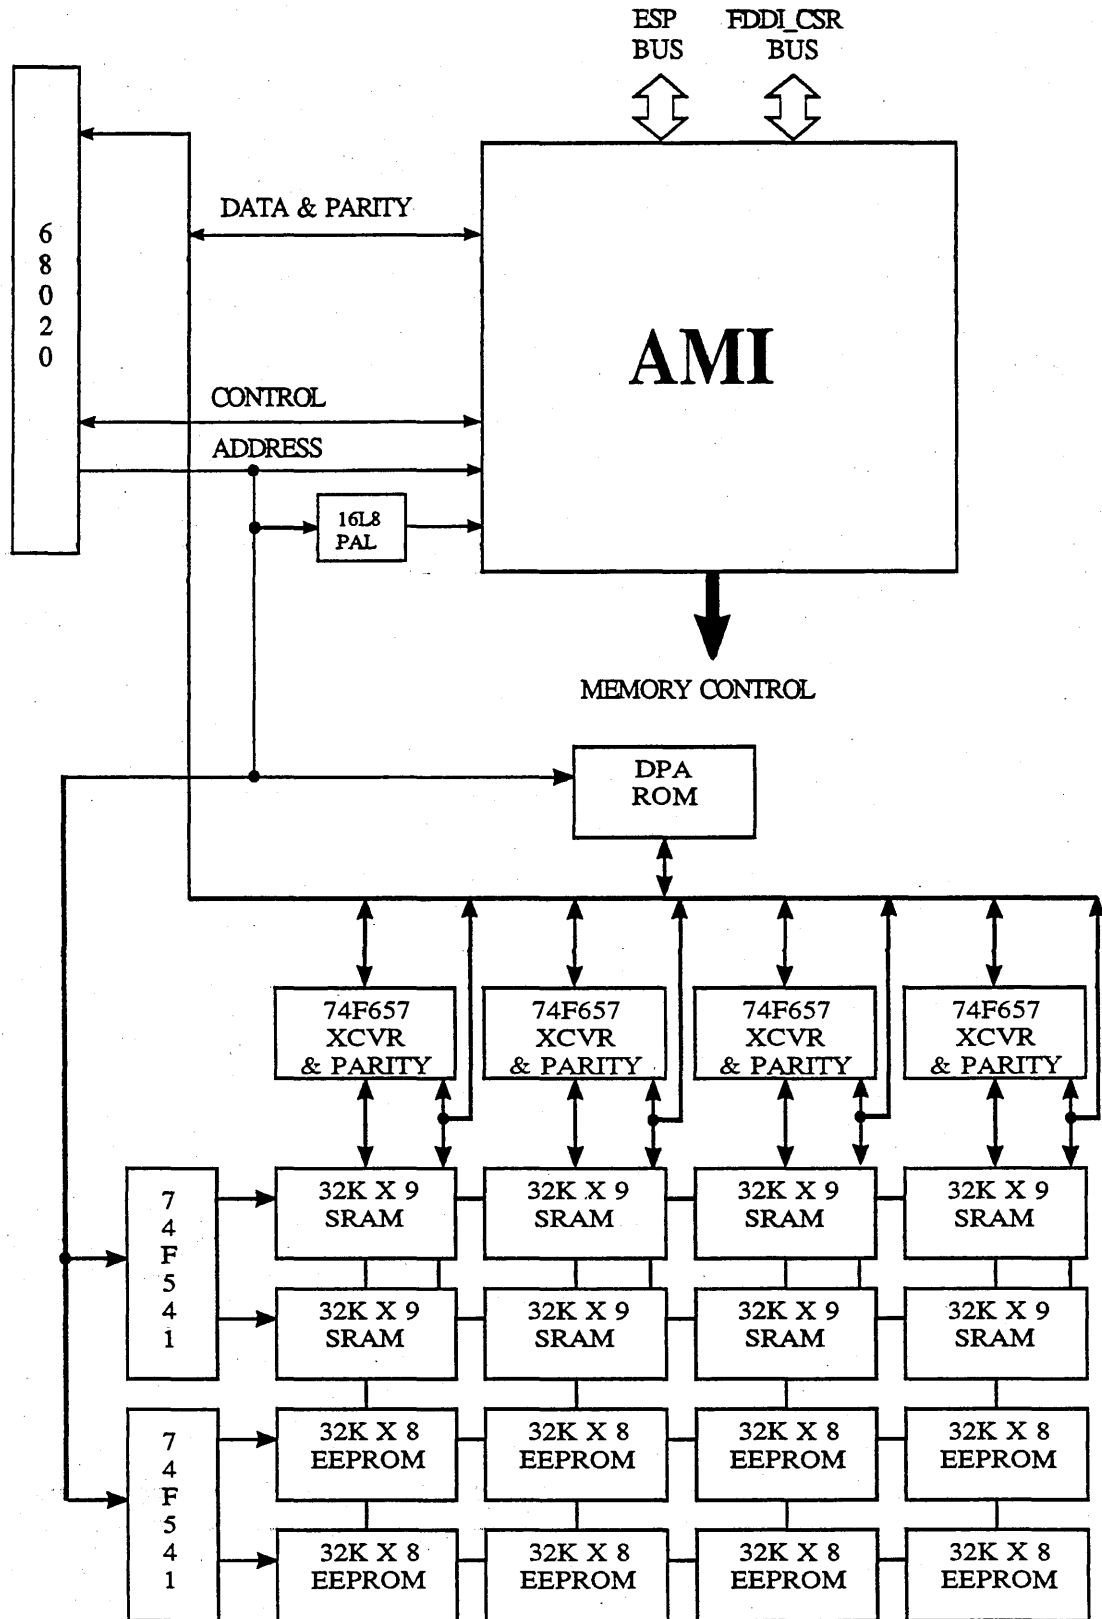 ESP
BUS
FDDI_CSR
BUS
6
8
0
2
0
DATA & PARITY
AMI
CONTROL
ADDRESS
16L8
PAL
MEMORY CONTROL
DPA
ROM
74F657
XCVR
& PARITY
74F657
XCVR
& PARITY
74F657
XCVR
& PARITY
74F657
XCVR
& PARITY
7
4
F
5
4
1
32K X 9
SRAM
32K X 9
SRAM
32K X 9
SRAM
32K X 9
SRAM
32K X 9
SRAM
32K X 9
SRAM
32K X 9
SRAM
32K X 9
SRAM
7
4
F
5
4
1
32K X 8
EEPROM
32K X 8
EEPROM
32K X 8
EEPROM
32K X 8
EEPROM
32K X 8
EEPROM
32K X 8
EEPROM
32K X 8
EEPROM
32K X 8
EEPROM